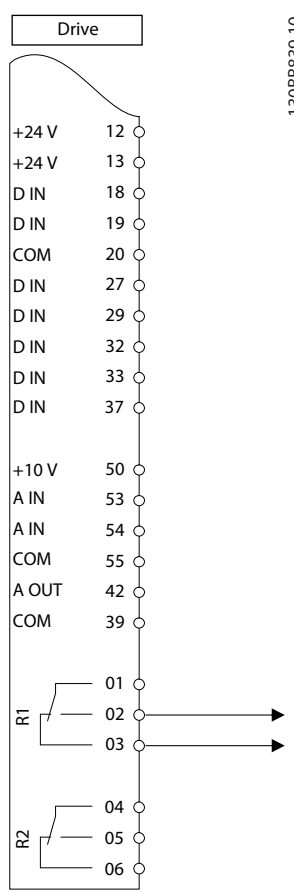 Drive
130BB839.10
+24 V 12
+24 V 13
D IN 18
D IN 19
COM 20
D IN 27
D IN 29
D IN 32
D IN 33
D IN 37
+10 V 50
A IN 53
A IN 54
COM 55
A OUT 42
COM 39
R1
01
02
03
R2
04
05
06